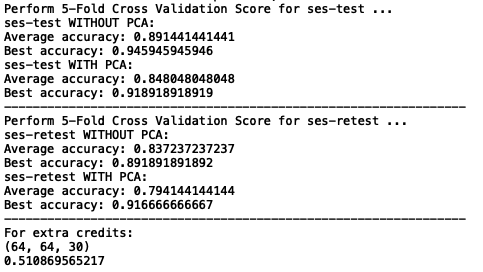 Perform 5-Fold Cross Validation Score for ses-test ...
ses-test WITHOUT PCA:
Average accuracy: 0.891441441441
Best accuracy: 0.945945945946
ses-test WITH PCA:
Average accuracy: 0.848048048048
Best accuracy: 0.918918918919
----------------------------------------------------------------
Perform 5-Fold Cross Validation Score for ses-retest ...
ses-retest WITHOUT PCA:
Average accuracy: 0.837237237237
Best accuracy: 0.891891891892
ses-retest WITH PCA:
Average accuracy: 0.794144144144
Best accuracy: 0.916666666667
----------------------------------------------------------------
For extra credits:
(64, 64, 30)
0.510869565217